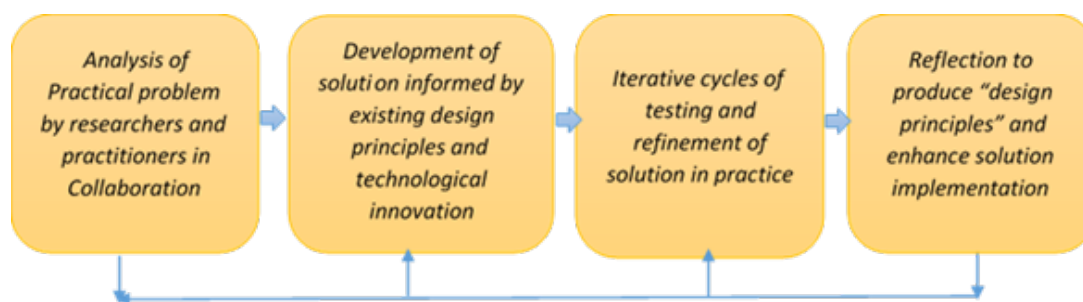 Analysis of
Practical problem
by researchers and
practitioners in
Collaboration
Development of
solution informed by
existing design
principles and
technological
innovation
Iterative cycles of
testing and
refinement of
solution in practice
Reflection to
produce “design
principles” and
enhance solution
implementation